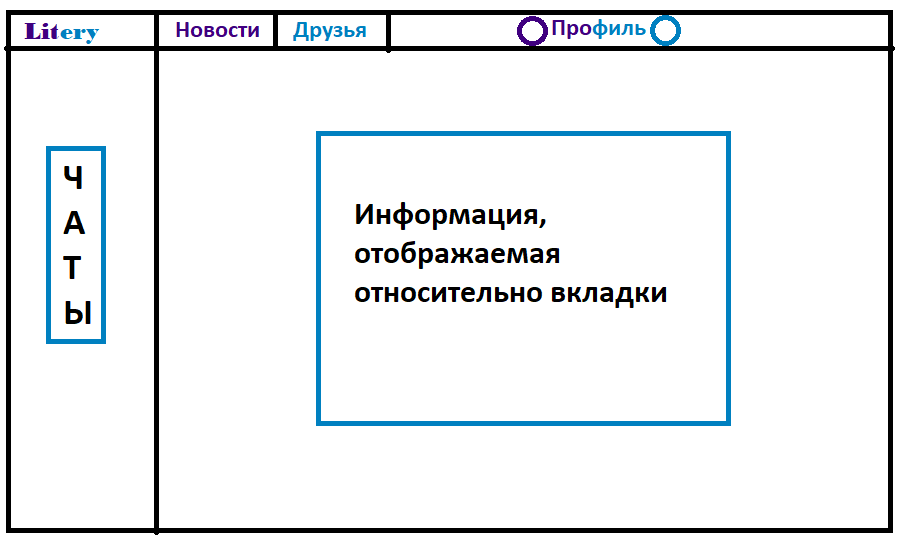 Litery
Новости
Друзья
Профиль
Ч
А
Т
Ы
Информация,
отображаемая
относительно вкладки